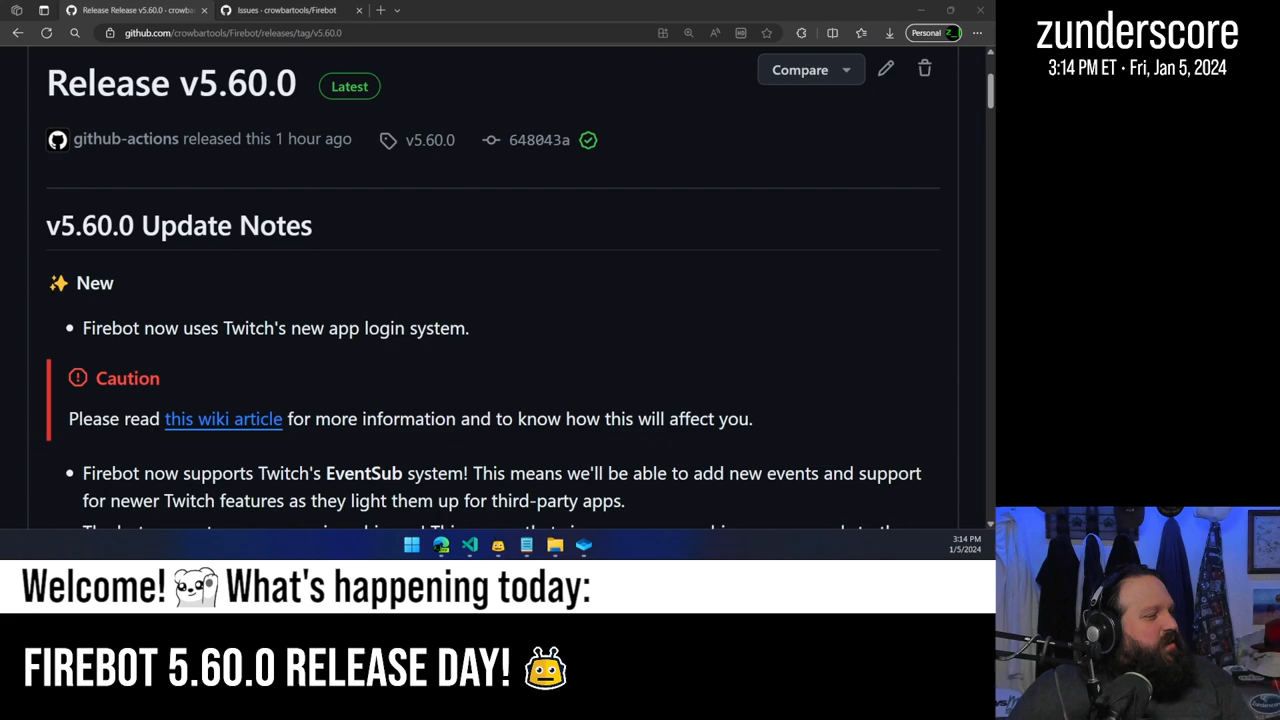 Release Release v5.60.0 · crowb
Issues · crowbartools/Firebot
zunderscore
3:14 PM ET · Fri, Jan 5, 2024
github.com/crowbartools/Firebot/releases/tag/v5.60.0
Personal
Release v5.60.0 Latest
Compare
github-actions released this 1 hour ago v5.60.0 648043a
v5.60.0 Update Notes
✨ New
• Firebot now uses Twitch's new app login system.
Caution
Please read this wiki article for more information and to know how this will affect you.
• Firebot now supports Twitch's EventSub system! This means we'll be able to add new events and support
for newer Twitch features as they light them up for third-party apps.
3:14 PM
1/5/2024
Welcome! What's happening today:
FIREBOT 5.60.0 RELEASE DAY!